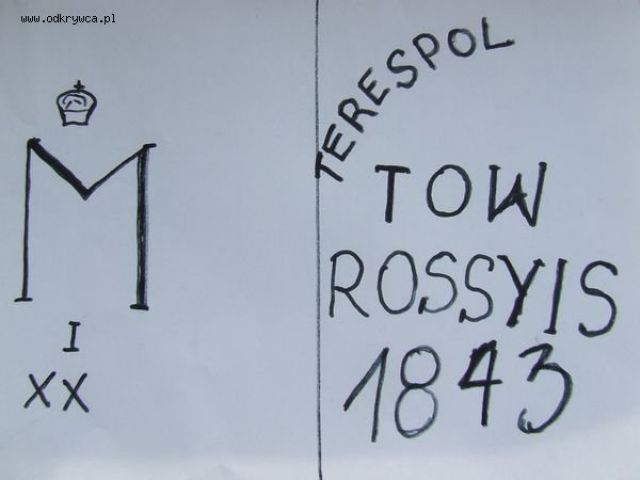 www.odkrywca.pl
M
I
XX
TERESPOL
TOW
ROSSYIS
1843